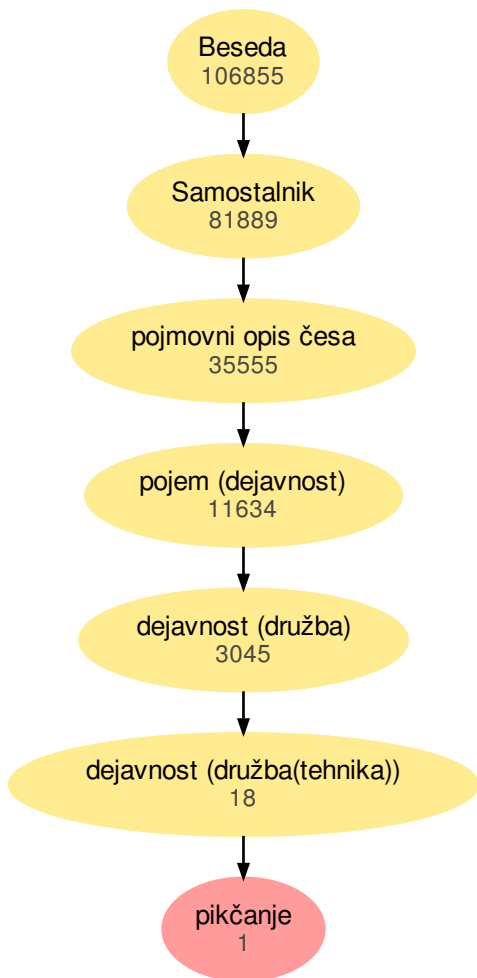 Beseda
106855
Samostalnik
81889
pojmovni opis česa
35555
pojem (dejavnost)
11634
dejavnost (družba)
3045
dejavnost (družba(tehnika))
18
pikčanje
1